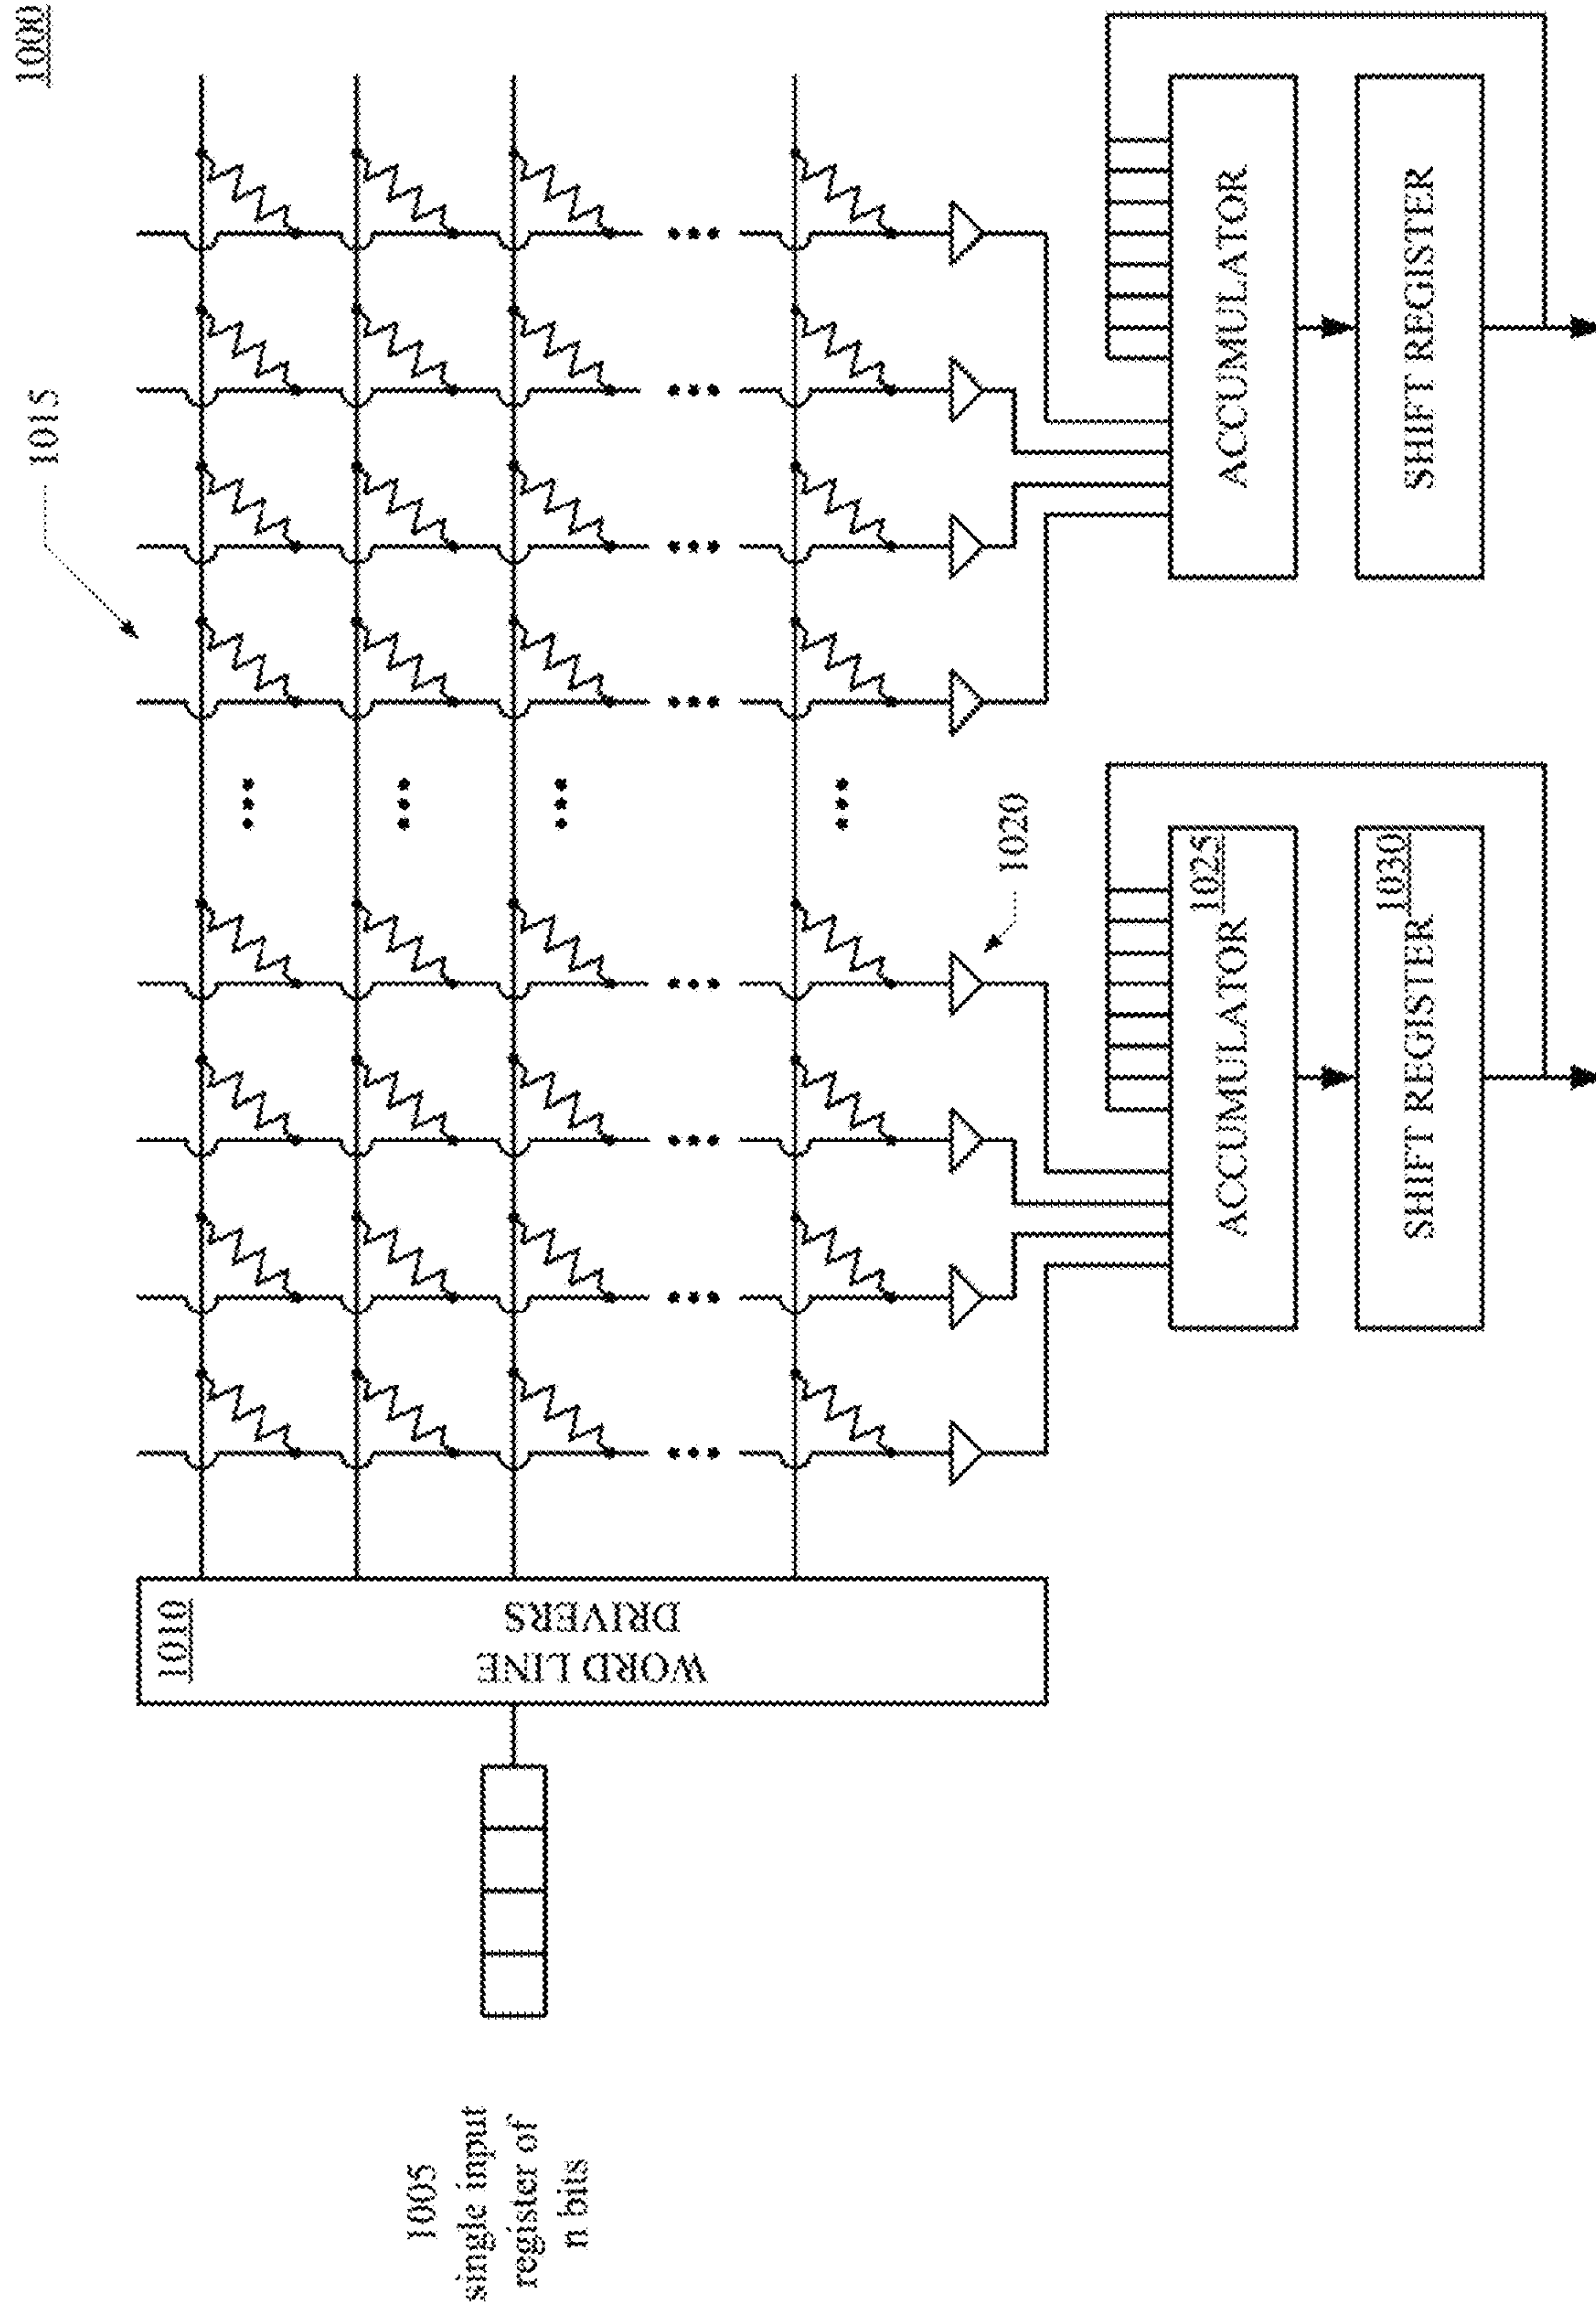 1000
1015
1020
1010
WORD LINE
DRIVERS
1005
single input
register of
n bits
ACCUMULATOR
1025
SHIFT REGISTER
1030
ACCUMULATOR
SHIFT REGISTER